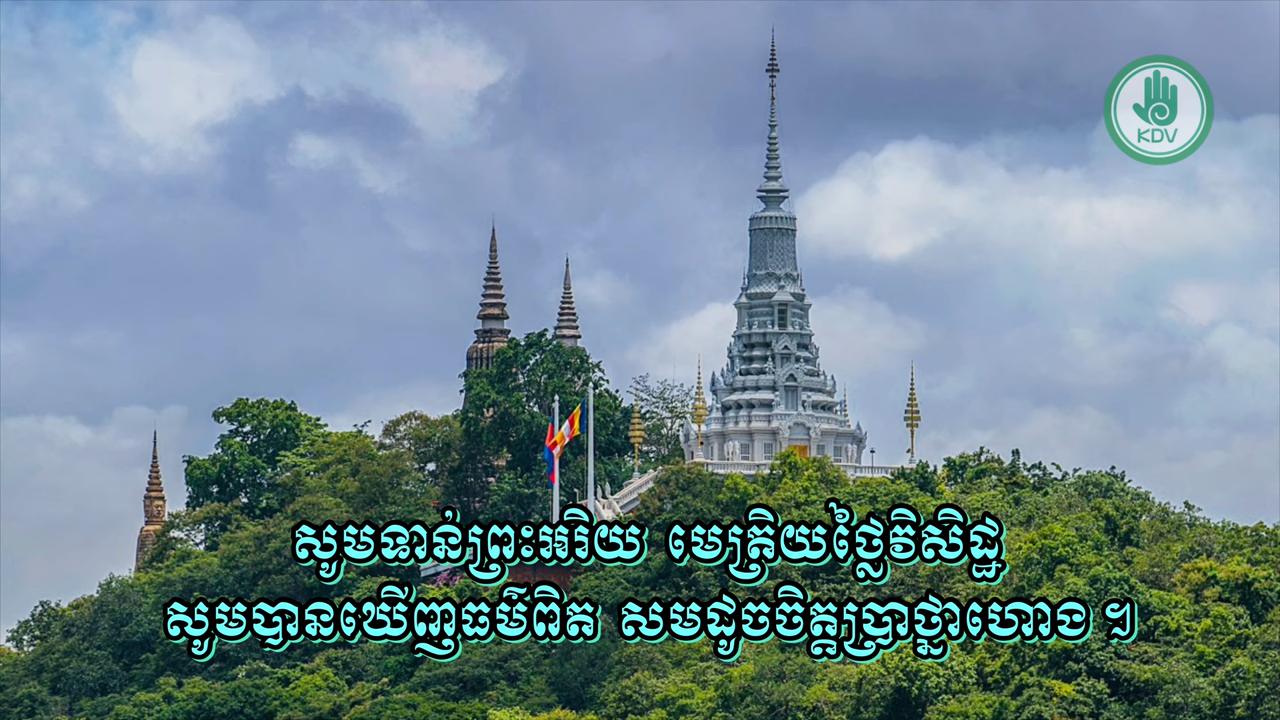 KDV
សូមទាន់ព្រះអរិយ មេត្រិយថ្លៃវិសិដ្ឋ
សូមបានឃើញធម៌ពិត សមដូចចិត្តប្រាថ្នាហោង ៕